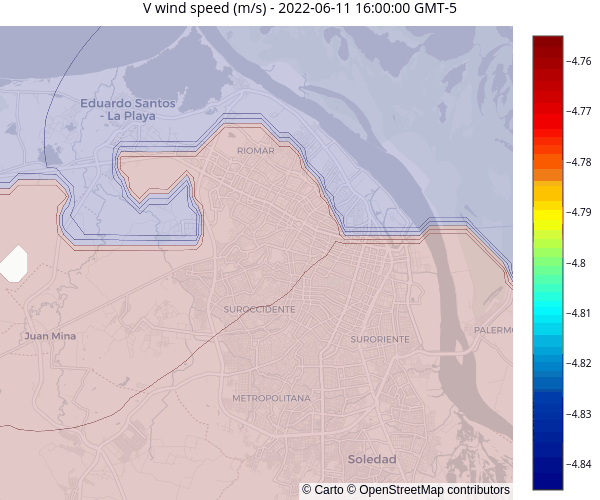 V wind speed (m/s) - 2022-06-11 16:00:00 GMT-5
Eduardo Santos
- La Playa
RIOMAR
SUROCCIDENTE
Juan Mina
SURORIENTE
PALERMO
METROPOLITANA
Soledad
© Carto © OpenStreetMap contributors
−4.76
−4.77
−4.78
−4.79
−4.8
−4.81
−4.82
−4.83
−4.84